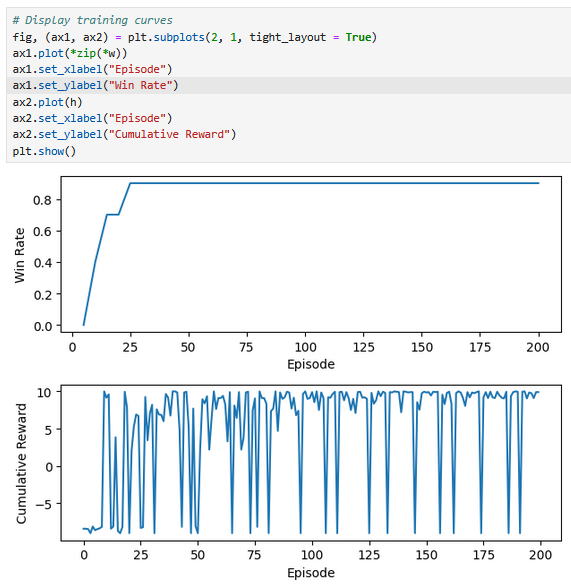 # Display training curves
fig, (ax1, ax2) = plt.subplots(2, 1, tight_layout = True)
ax1.plot(*zip(*w))
ax1.set_xlabel("Episode")
ax1.set_ylabel("Win Rate")
ax2.plot(h)
ax2.set_xlabel("Episode")
ax2.set_ylabel("Cumulative Reward")
plt.show()
0.8
0.6
0.4
0.2
0.0
Win Rate
0 25 50 75 100 125 150 175 200
Episode
10
5
0
−5
Cumulative Reward
0 25 50 75 100 125 150 175 200
Episode